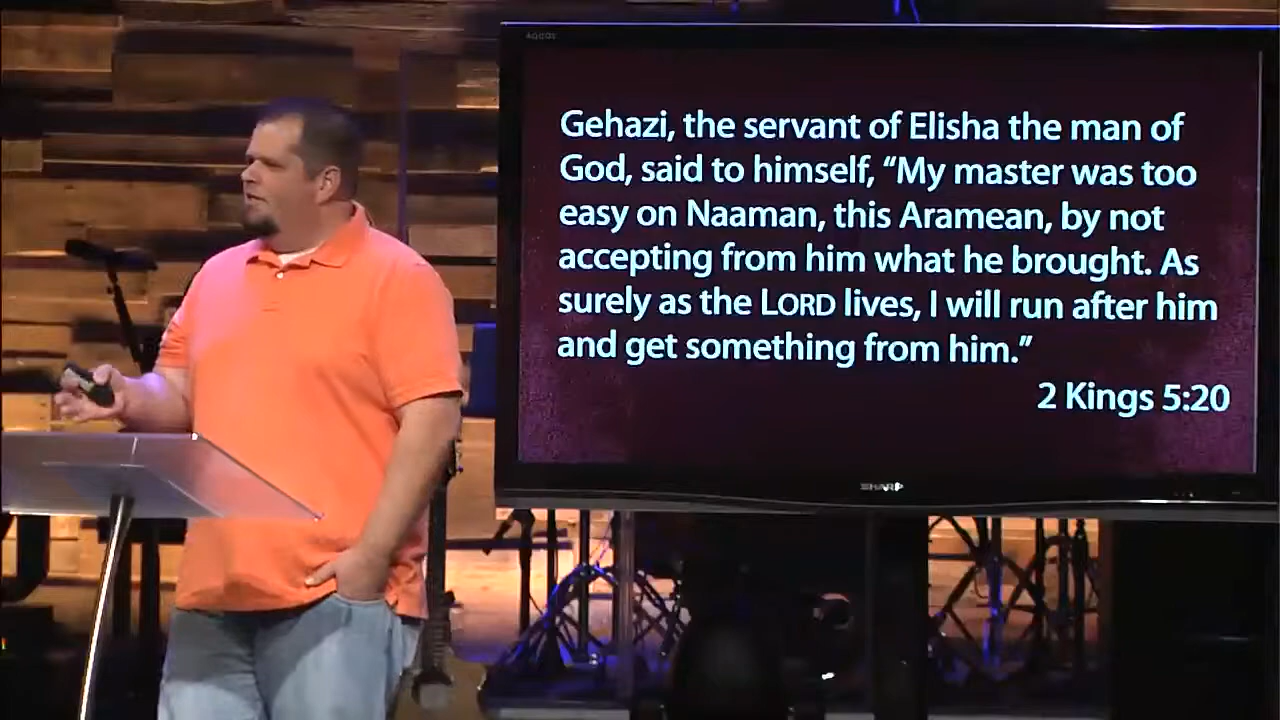 AQUOS
Gehazi, the servant of Elisha the man of
God, said to himself, “My master was too
easy on Naaman, this Aramean, by not
accepting from him what he brought. As
surely as the LORD lives, I will run after him
and get something from him.”
2 Kings 5:20
SHARP